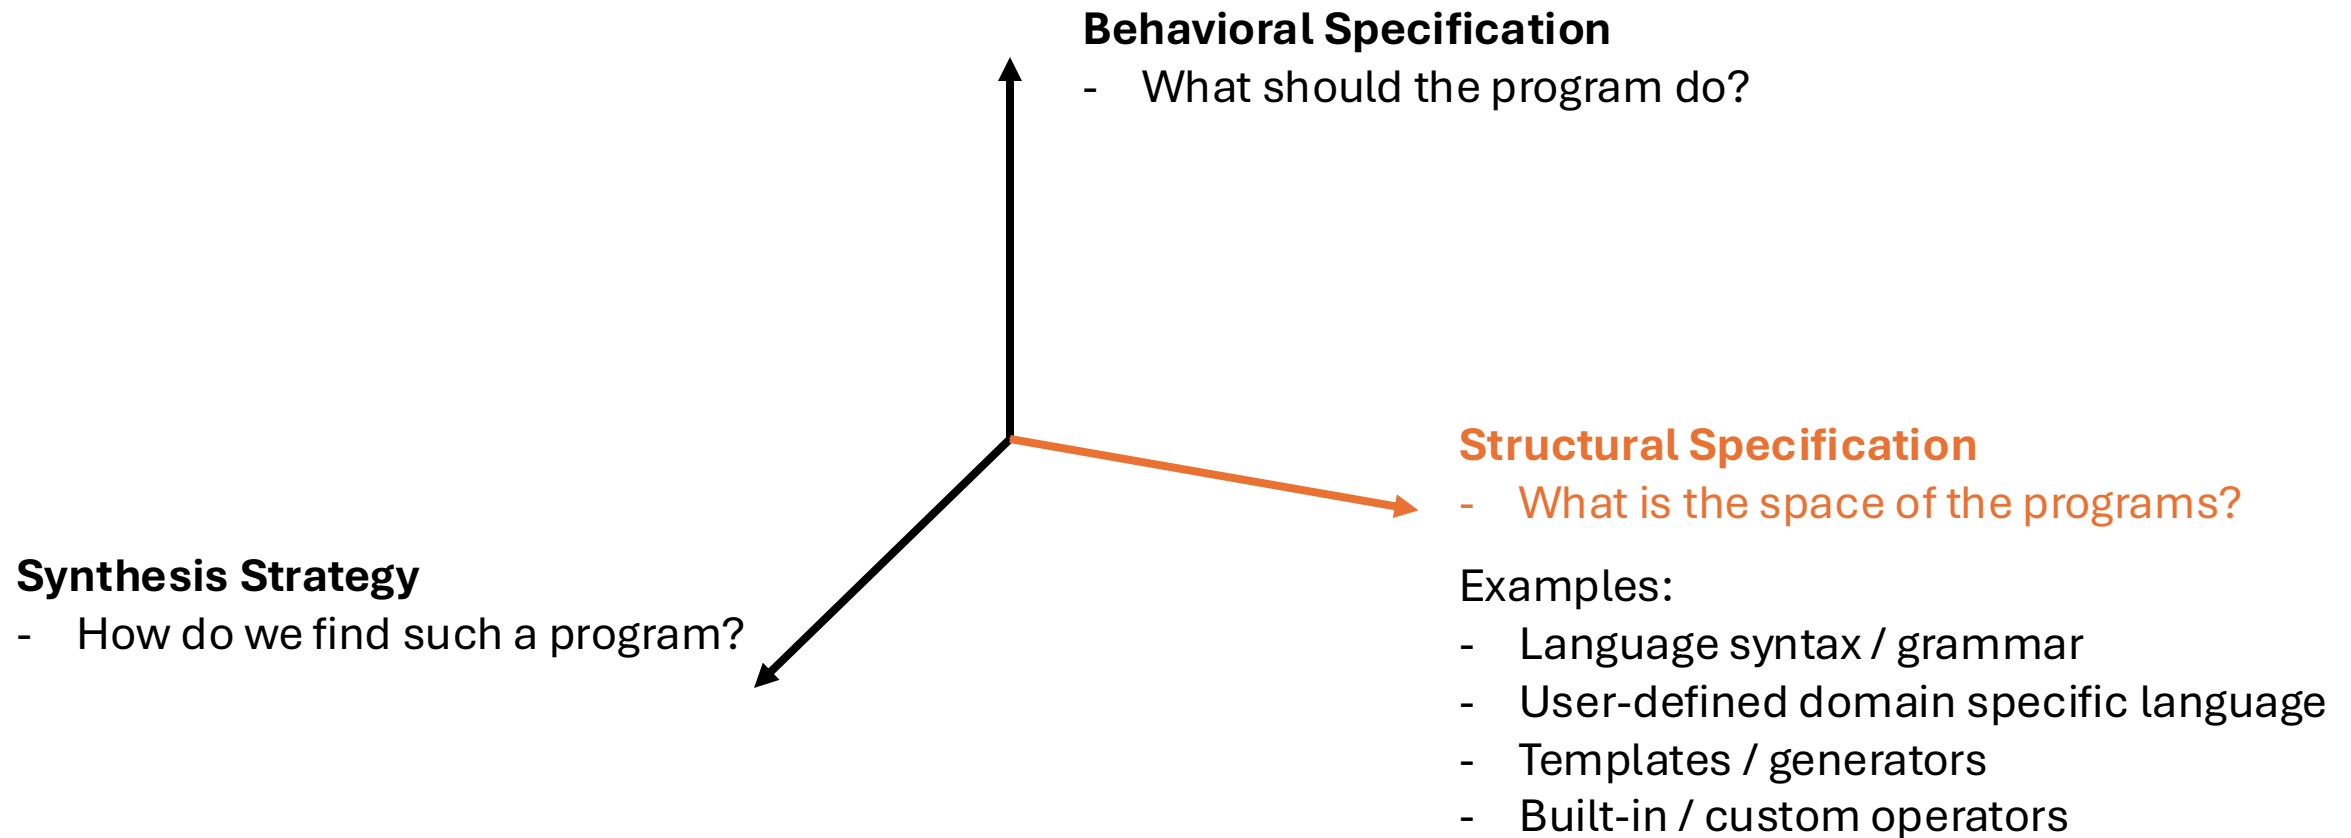 Behavioral Specification
- What should the program do?
Structural Specification
- What is the space of the programs?
Synthesis Strategy
- How do we find such a program?
Examples:
- Language syntax / grammar
- User-defined domain specific language
- Templates / generators
- Built-in / custom operators